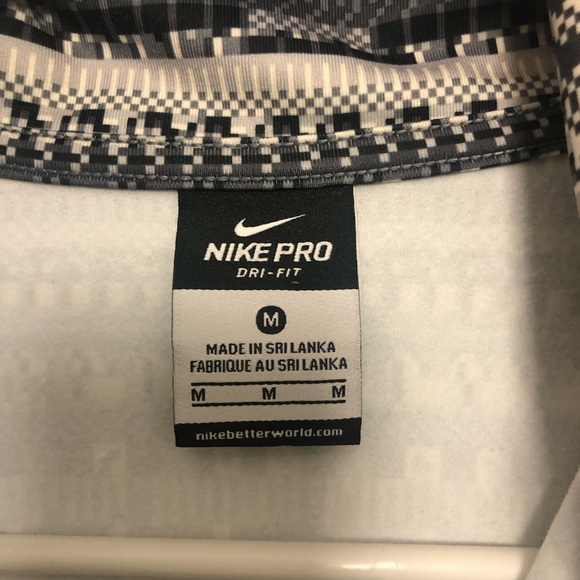 NIKE PRO
DRI-FIT
M
MADE IN SRI LANKA
FABRIQUE AU SRI LANKA
M M M
nikebetterworld.com